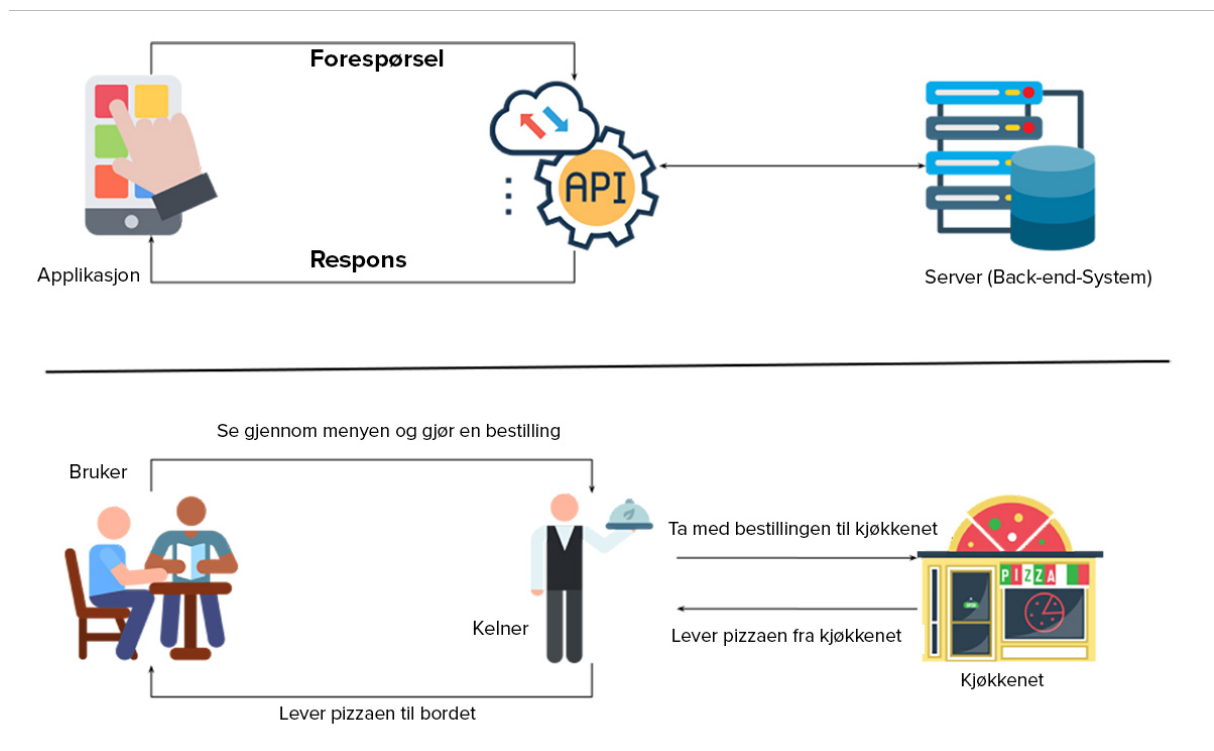 Forespørsel
API
Respons
Applikasjon
Server (Back-end-System)
Se gjennom menyen og gjør en bestilling
Bruker
Ta med bestillingen til kjøkkenet
PIZZA
Kelner
Lever pizzaen fra kjøkkenet
Kjøkkenet
Lever pizzaen til bordet